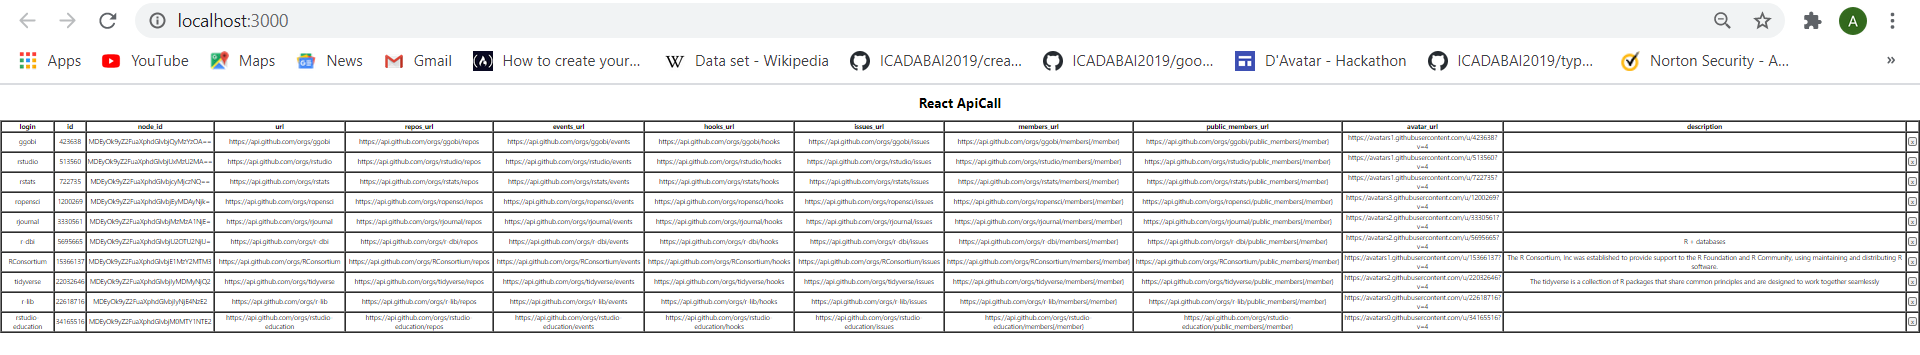 localhost:3000
A
Apps YouTube Maps News Gmail How to create your... Data set - Wikipedia ICADABAI2019/crea... ICADABAI2019/goo... D'Avatar - Hackathon ICADABAI2019/typ... Norton Security - A... »
React ApiCall
login id node_id url repos_url events_url hooks_url issues_url members_url public_members_url avatar_url description
ggobi 423638 https://api.github.com/orgs/ggobi https://api.github.com/orgs/ggobi/repos https://api.github.com/orgs/ggobi/events https://api.github.com/orgs/ggobi/hooks https://api.github.com/orgs/ggobi/issues https://api.github.com/orgs/ggobi/members{/member} https://api.github.com/orgs/ggobi/public_members{/member} https://avatars1.githubusercontent.com/u/423638?
v=4 x
rstudio 513560 https://api.github.com/orgs/rstudio https://api.github.com/orgs/rstudio/repos https://api.github.com/orgs/rstudio/events https://api.github.com/orgs/rstudio/hooks https://api.github.com/orgs/rstudio/issues https://api.github.com/orgs/rstudio/members{/member} https://api.github.com/orgs/rstudio/public_members{/member} https://avatars1.githubusercontent.com/u/513560?
v=4 x
rstats 722735 https://api.github.com/orgs/rstats https://api.github.com/orgs/rstats/repos https://api.github.com/orgs/rstats/events https://api.github.com/orgs/rstats/hooks https://api.github.com/orgs/rstats/issues https://api.github.com/orgs/rstats/members{/member} https://api.github.com/orgs/rstats/public_members{/member} https://avatars1.githubusercontent.com/u/722735?
v=4 x
ropensci 1200269 https://api.github.com/orgs/ropensci https://api.github.com/orgs/ropensci/repos https://api.github.com/orgs/ropensci/events https://api.github.com/orgs/ropensci/hooks https://api.github.com/orgs/ropensci/issues https://api.github.com/orgs/ropensci/members{/member} https://api.github.com/orgs/ropensci/public_members{/member} https://avatars3.githubusercontent.com/u/1200269?
v=4 x
rjournal 3330561 https://api.github.com/orgs/rjournal https://api.github.com/orgs/rjournal/repos https://api.github.com/orgs/rjournal/events https://api.github.com/orgs/rjournal/hooks https://api.github.com/orgs/rjournal/issues https://api.github.com/orgs/rjournal/members{/member} https://api.github.com/orgs/rjournal/public_members{/member} https://avatars2.githubusercontent.com/u/3330561?
v=4 x
r-dbi 5695665 https://api.github.com/orgs/r-dbi https://api.github.com/orgs/r-dbi/repos https://api.github.com/orgs/r-dbi/events https://api.github.com/orgs/r-dbi/hooks https://api.github.com/orgs/r-dbi/issues https://api.github.com/orgs/r-dbi/members{/member} https://api.github.com/orgs/r-dbi/public_members{/member} https://avatars2.githubusercontent.com/u/5695665? R + databases
v=4 x
RConsortium 15366137 https://api.github.com/orgs/RConsortium https://api.github.com/orgs/RConsortium/repos https://api.github.com/orgs/RConsortium/events https://api.github.com/orgs/RConsortium/hooks https://api.github.com/orgs/RConsortium/issues https://api.github.com/orgs/RConsortium/members{/member} https://api.github.com/orgs/RConsortium/public_members{/member} https://avatars1.githubusercontent.com/u/15366137? The R Consortium, Inc was established to provide support to the R Foundation and R Community, using maintaining and distributing R
v=4 software. x
tidyverse 22032646 https://api.github.com/orgs/tidyverse https://api.github.com/orgs/tidyverse/repos https://api.github.com/orgs/tidyverse/events https://api.github.com/orgs/tidyverse/hooks https://api.github.com/orgs/tidyverse/issues https://api.github.com/orgs/tidyverse/members{/member} https://api.github.com/orgs/tidyverse/public_members{/member} https://avatars2.githubusercontent.com/u/22032646? The tidyverse is a collection of R packages that share common principles and are designed to work together seamlessly
v=4 x
r-lib 22618716 https://api.github.com/orgs/r-lib https://api.github.com/orgs/r-lib/repos https://api.github.com/orgs/r-lib/events https://api.github.com/orgs/r-lib/hooks https://api.github.com/orgs/r-lib/issues https://api.github.com/orgs/r-lib/members{/member} https://api.github.com/orgs/r-lib/public_members{/member} https://avatars0.githubusercontent.com/u/22618716?
v=4 x
rstudio- 34165516 https://api.github.com/orgs/rstudio- https://api.github.com/orgs/rstudio- https://api.github.com/orgs/rstudio- https://api.github.com/orgs/rstudio- https://api.github.com/orgs/rstudio- https://api.github.com/orgs/rstudio- https://api.github.com/orgs/rstudio- https://avatars0.githubusercontent.com/u/34165516?
education education education/repos education/events education/hooks education/issues education/members{/member} education/public_members{/member} v=4 x